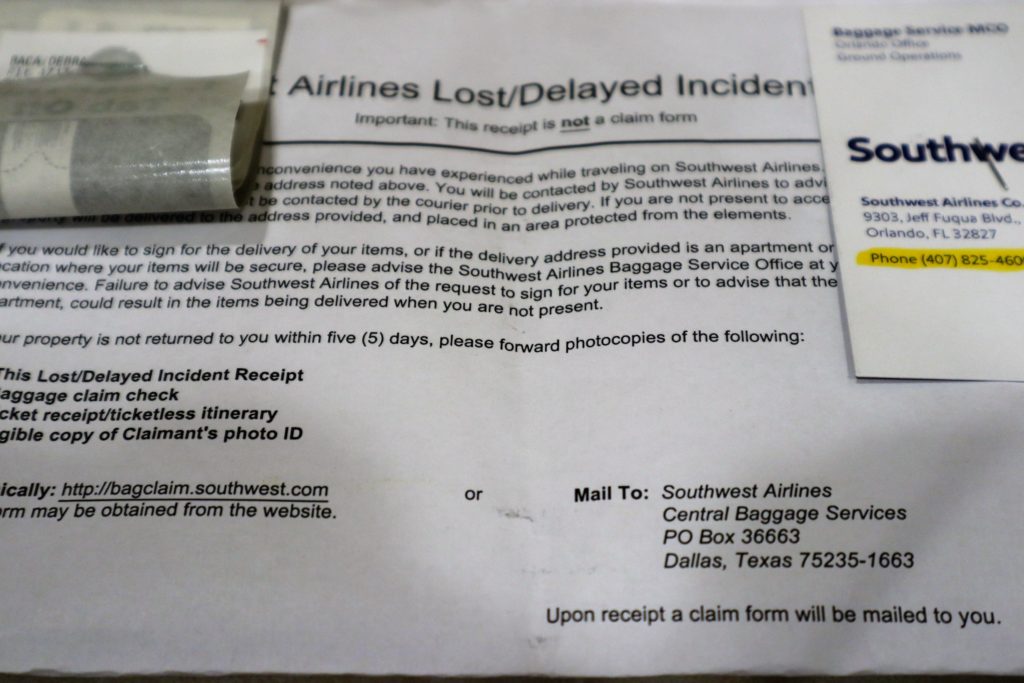 BACA, DEBRA
Airlines Lost/Delayed Incident
Important: This receipt is not a claim form
inconvenience you have experienced while traveling on Southwest Airlines.
address noted above. You will be contacted by Southwest Airlines to advi
be contacted by the courier prior to delivery. If you are not present to acce
will be delivered to the address provided, and placed in an area protected from the elements.
f you would like to sign for the delivery of your items, or if the delivery address provided is an apartment or
ocation where your items will be secure, please advise the Southwest Airlines Baggage Service Office at y
nvenience. Failure to advise Southwest Airlines of the request to sign for your items or to advise that the
artment, could result in the items being delivered when you are not present.
ur property is not returned to you within five (5) days, please forward photocopies of the following:
This Lost/Delayed Incident Receipt
aggage claim check
cket receipt/ticketless itinerary
gible copy of Claimant's photo ID
ically: http://bagclaim.southwest.com
orm may be obtained from the website.
or
Mail To: Southwest Airlines
Central Baggage Services
PO Box 36663
Dallas, Texas 75235-1663
Upon receipt a claim form will be mailed to you.
Baggage Service MCO
Orlando Office
Ground Operations
Southwe
Southwest Airlines Co.
9303, Jeff Fuqua Blvd.,
Orlando, FL 32827
Phone (407) 825-460